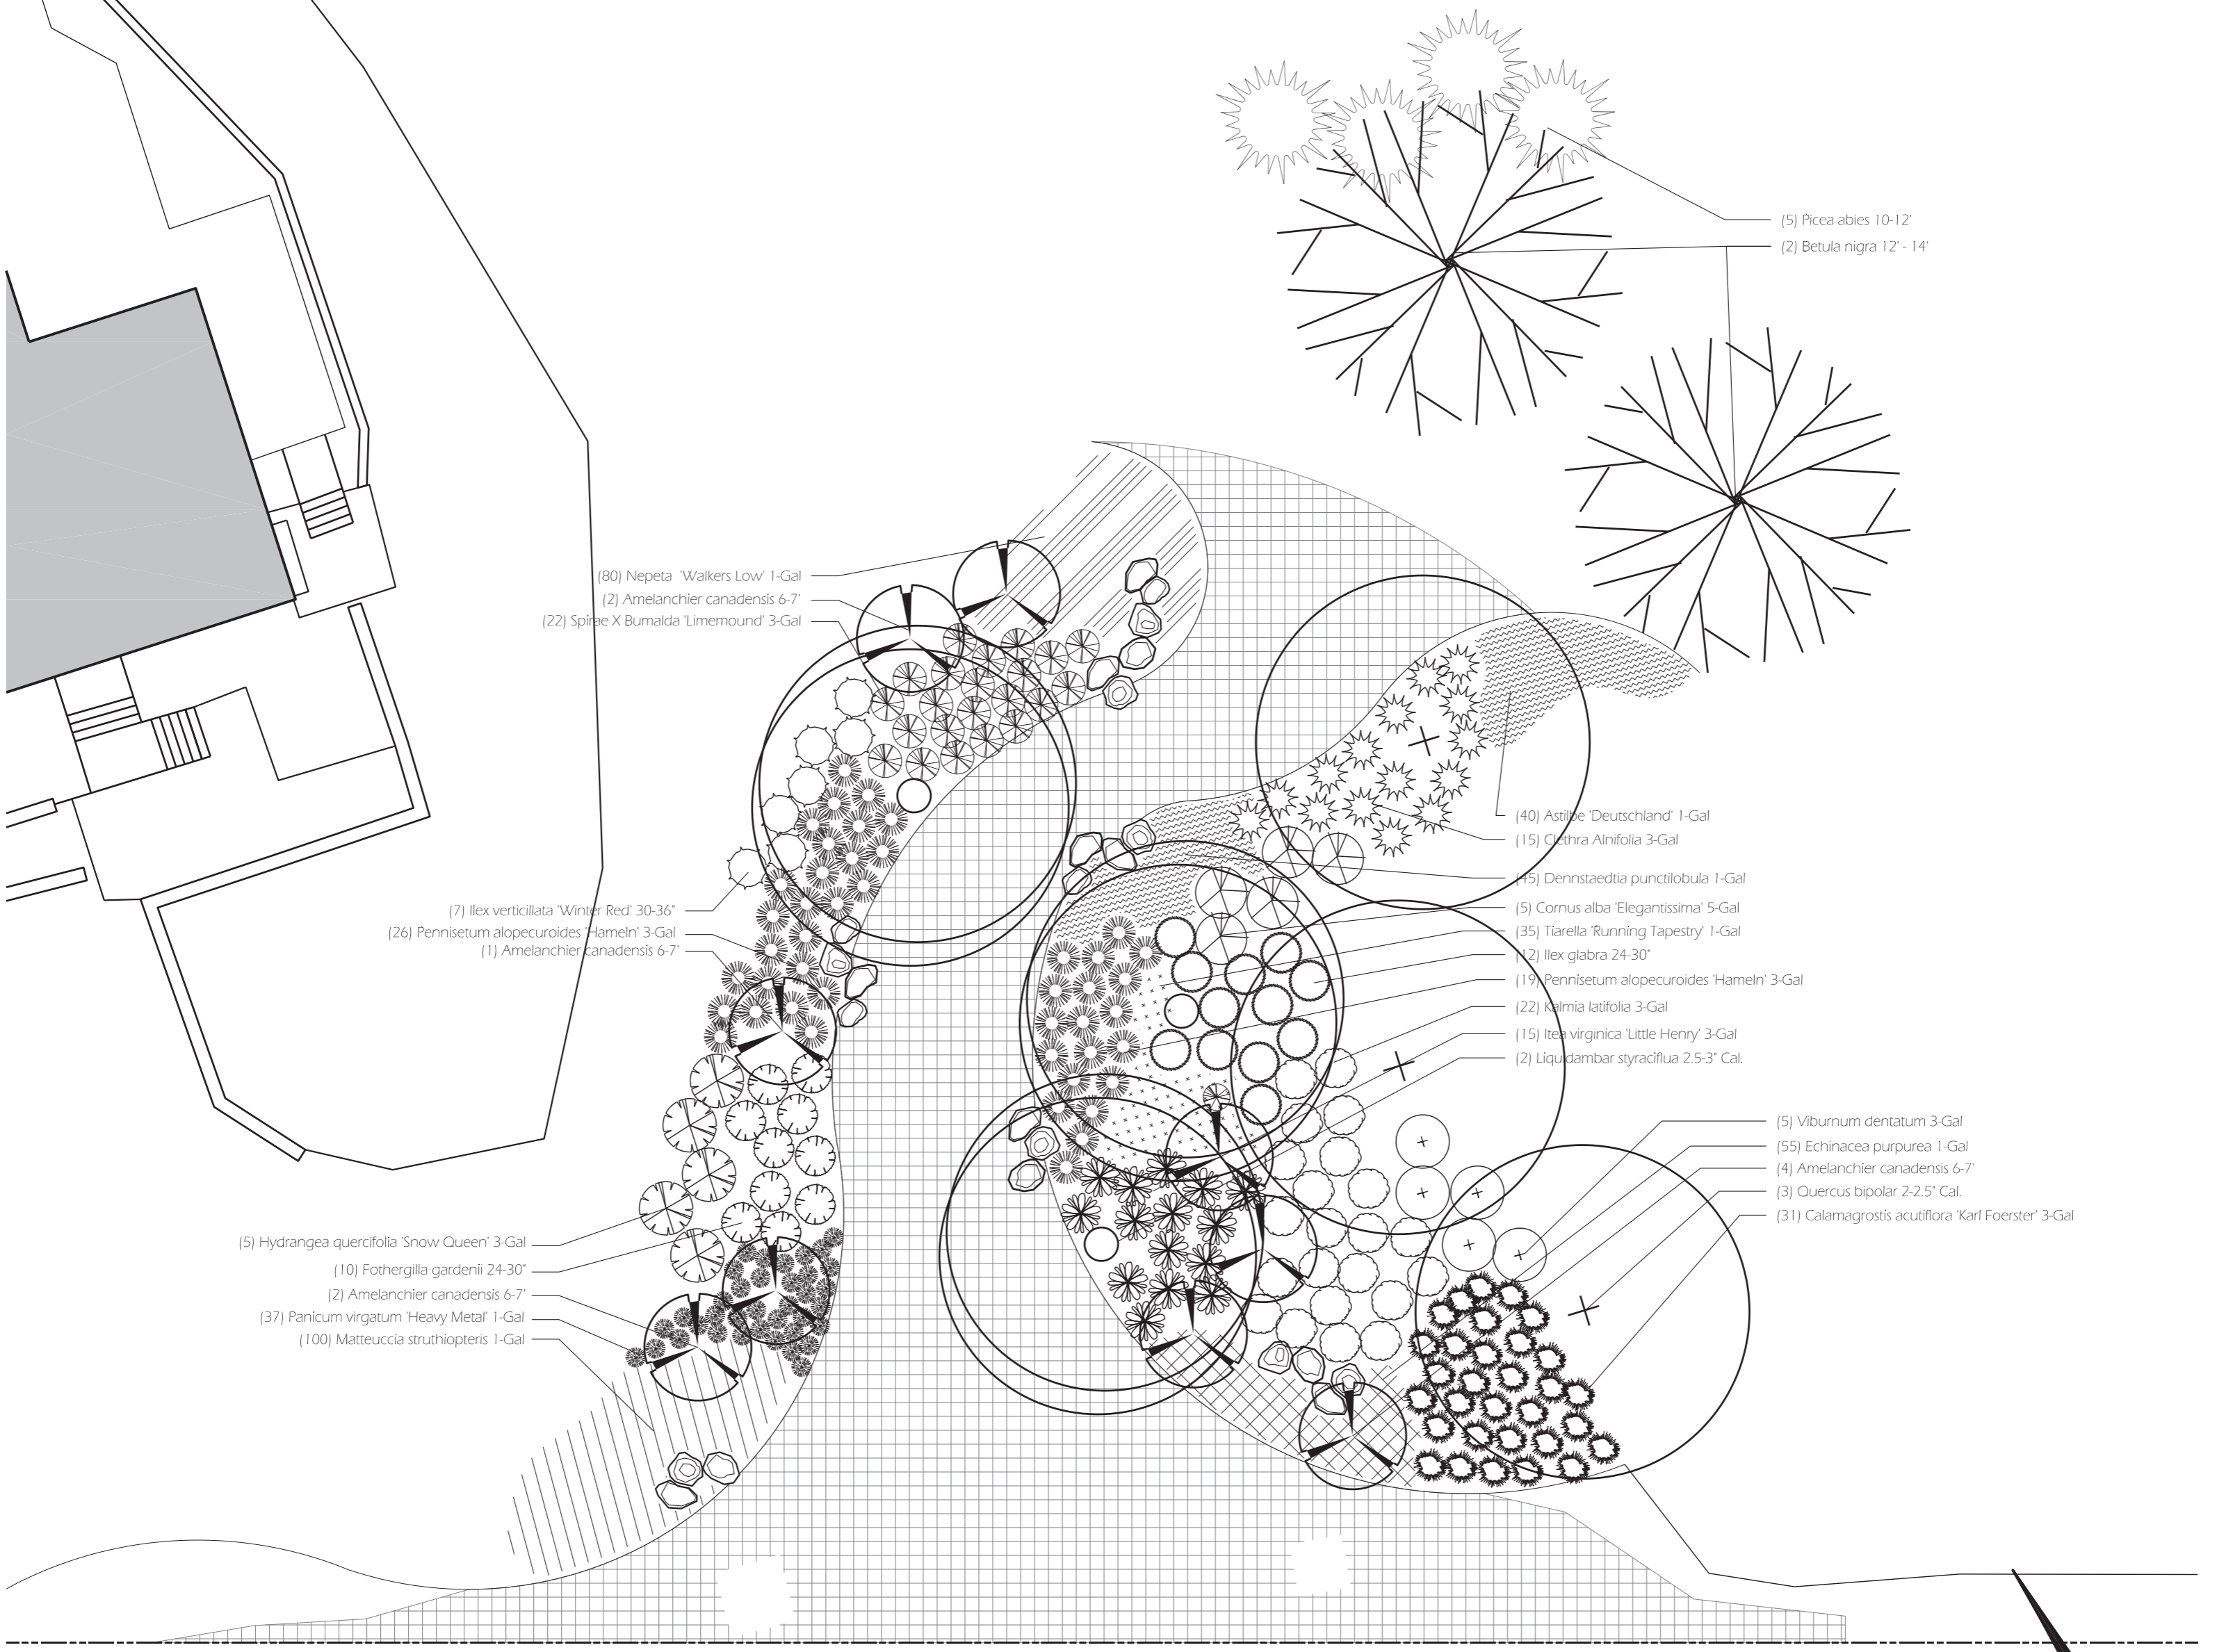 (5) Picea abies 10-12'
(2) Betula nigra 12' - 14'
(80) Nepeta 'Walkers Low' 1-Gal
(2) Amelanchier canadensis 6-7'
(22) Spirae X Bumalda 'Limemound' 3-Gal
(40) Astilbe 'Deutschland' 1-Gal
(15) Clethra Alnifolia 3-Gal
(45) Dennstaedtia punctilobula 1-Gal
(5) Cornus alba 'Elegantissima' 5-Gal
(35) Tiarella 'Running Tapestry' 1-Gal
(12) Ilex glabra 24-30"
(19) Pennisetum alopecuroides 'Hameln' 3-Gal
(22) Kalmia latifolia 3-Gal
(15) Itea virginica 'Little Henry' 3-Gal
(2) Liquidambar styraciflua 2.5-3" Cal.
(7) Ilex verticillata 'Winter Red' 30-36"
(26) Pennisetum alopecuroides 'Hameln' 3-Gal
(1) Amelanchier canadensis 6-7'
(5) Viburnum dentatum 3-Gal
(55) Echinacea purpurea 1-Gal
(4) Amelanchier canadensis 6-7'
(3) Quercus bipolar 2-2.5" Cal.
(31) Calamagrostis acutiflora 'Karl Foerster' 3-Gal
(5) Hydrangea quercifolia 'Snow Queen' 3-Gal
(10) Fothergilla gardenii 24-30"
(2) Amelanchier canadensis 6-7'
(37) Panicum virgatum 'Heavy Metal' 1-Gal
(100) Matteuccia struthiopteris 1-Gal